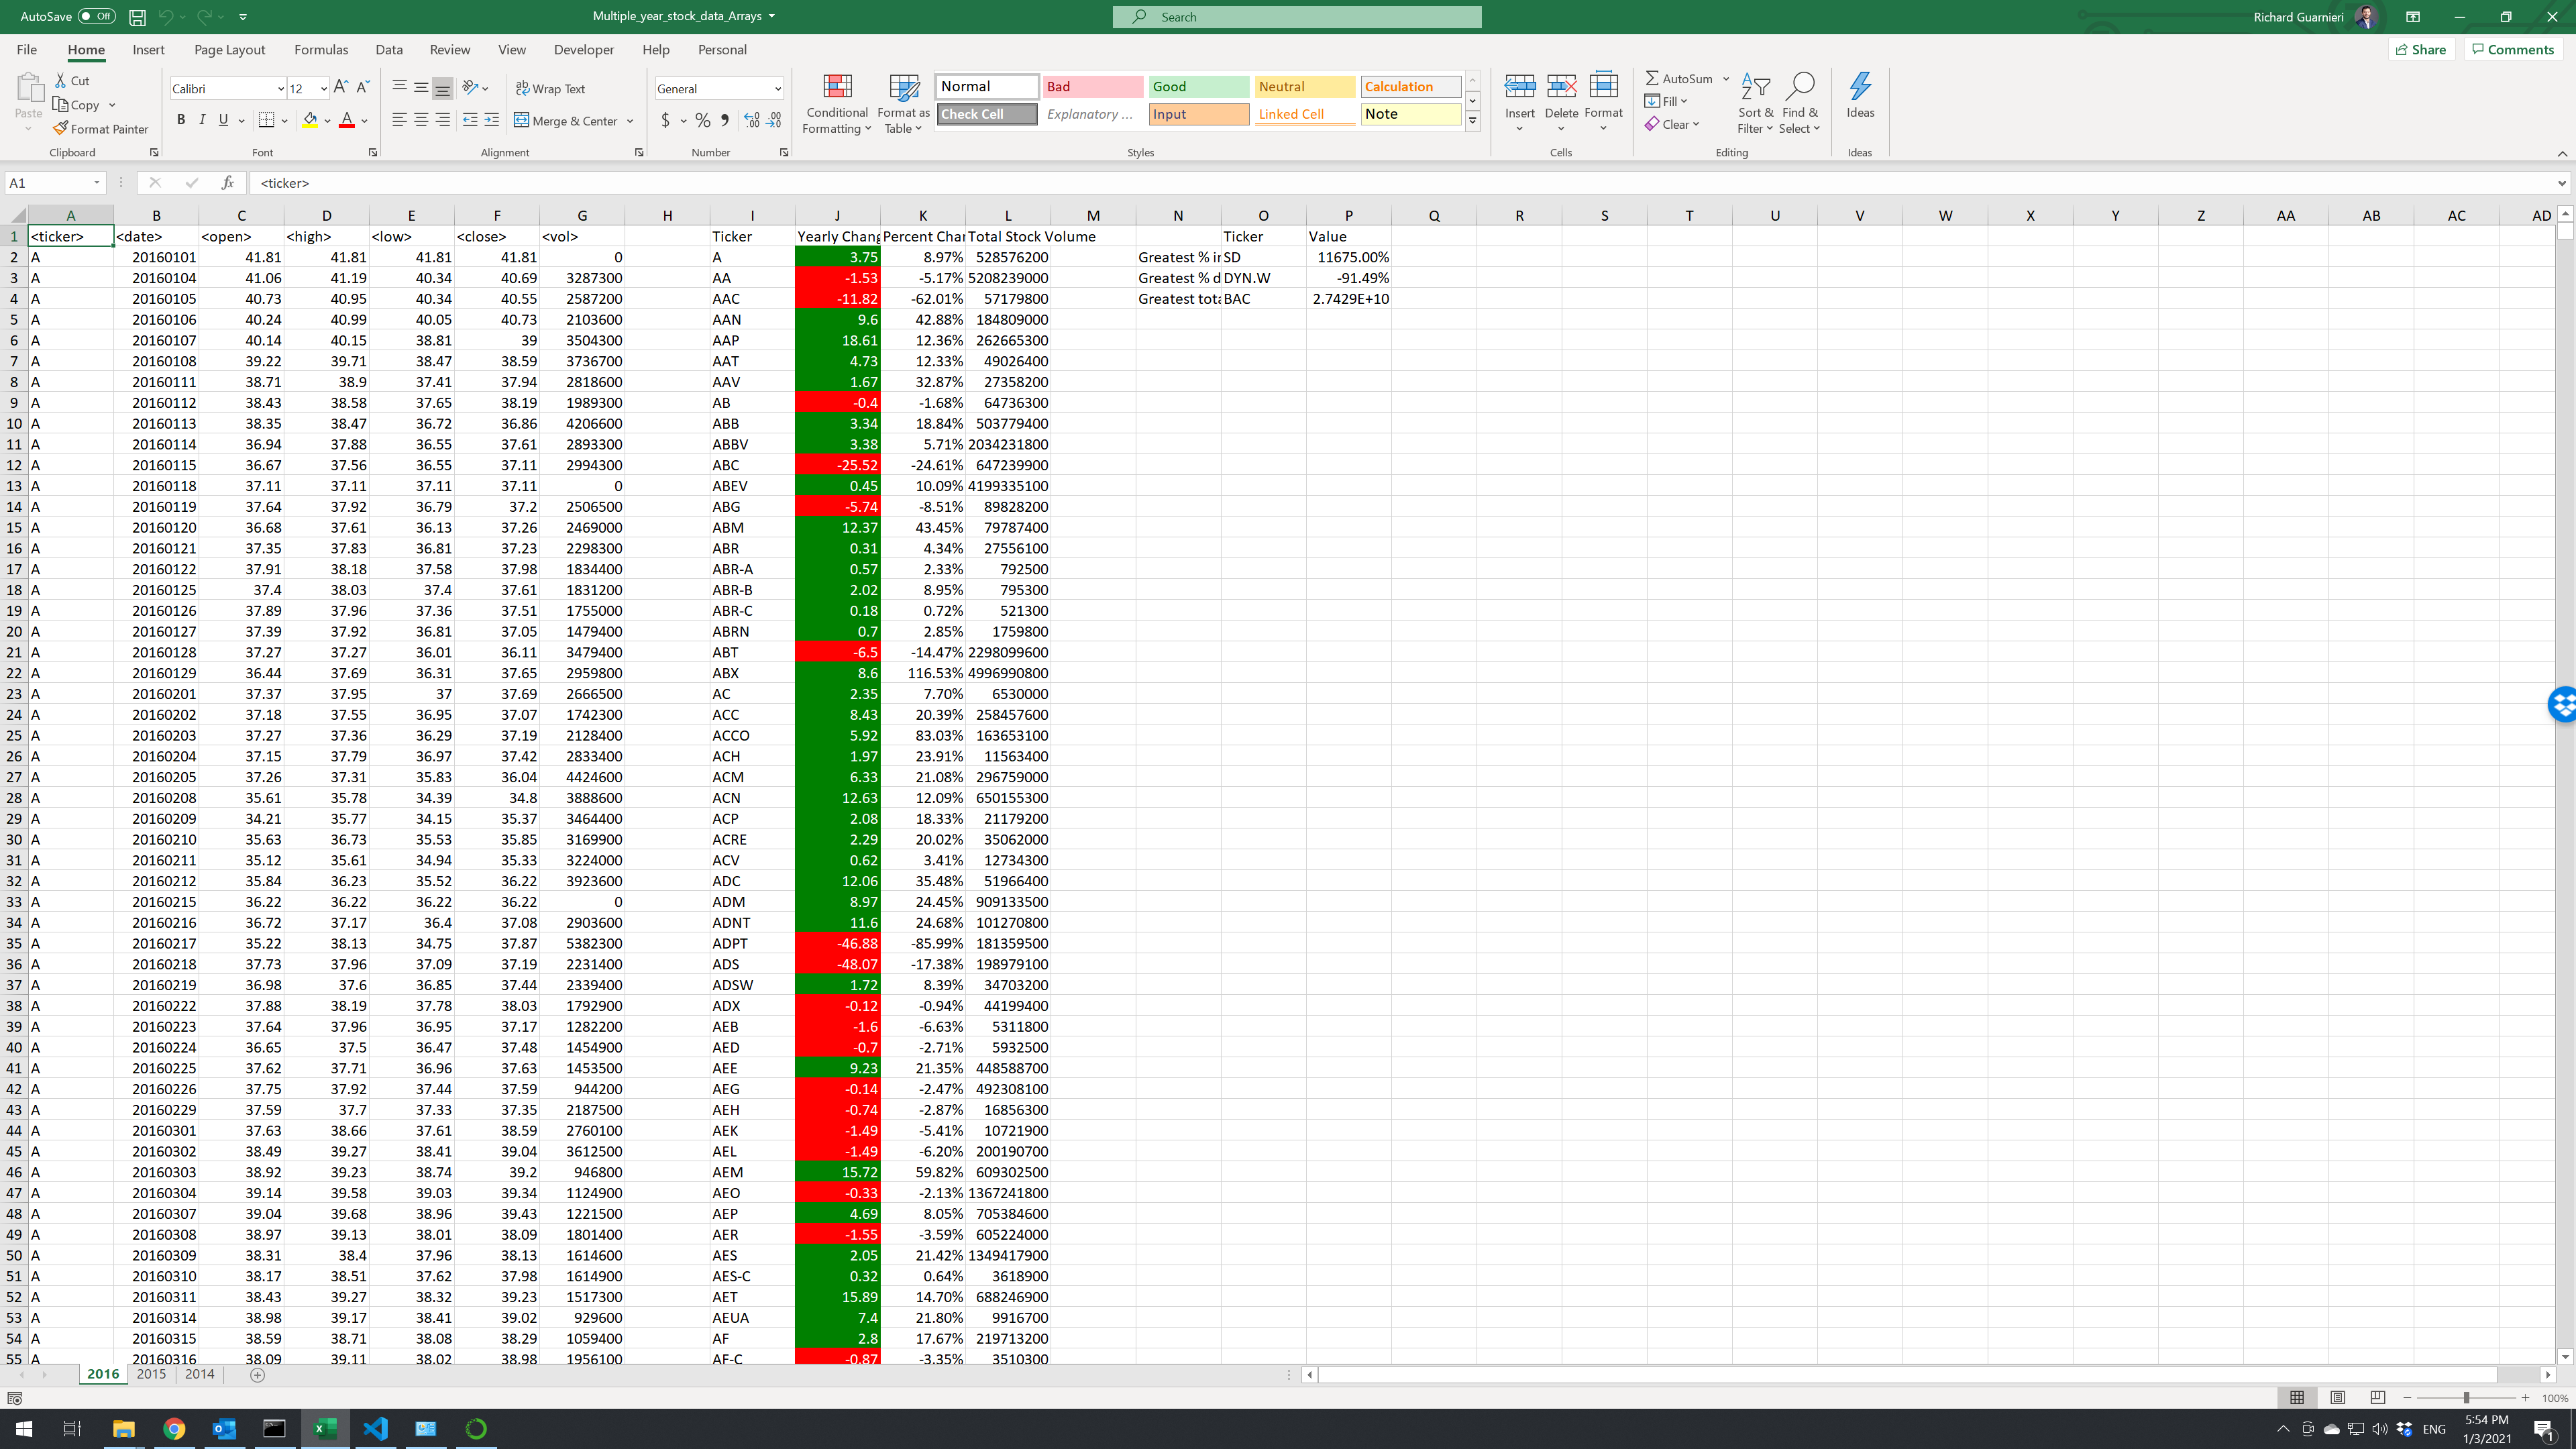 AutoSave Off Multiple_year_stock_data_Arrays Search Richard Guarnieri
File Home Insert Page Layout Formulas Data Review View Developer Help Personal Share Comments
Paste Cut Copy Format Painter Clipboard
Calibri 12 B I U A Font
Wrap Text Merge & Center Alignment
General $ % Number
Conditional Formatting Format as Table
Normal Bad Good Neutral Calculation
Check Cell Explanatory ... Input Linked Cell Note
Styles
Insert Delete Format Cells
AutoSum Fill Clear Sort & Filter Find & Select Editing
Ideas Ideas
A1 fx <ticker>
A B C D E F G H I J K L M N O P Q R S T U V W X Y Z AA AB AC AD
1 <ticker> <date> <open> <high> <low> <close> <vol> Ticker Yearly Chang Percent Char Total Stock Volume Ticker Value
2 A 20160101 41.81 41.81 41.81 41.81 0 A 3.75 8.97% 528576200 Greatest % ir SD 11675.00%
3 A 20160104 41.06 41.19 40.34 40.69 3287300 AA -1.53 -5.17% 5208239000 Greatest % d DYN.W -91.49%
4 A 20160105 40.73 40.95 40.34 40.55 2587200 AAC -11.82 -62.01% 57179800 Greatest tota BAC 2.7429E+10
5 A 20160106 40.24 40.99 40.05 40.73 2103600 AAN 9.6 42.88% 184809000
6 A 20160107 40.14 40.15 38.81 39 3504300 AAP 18.61 12.36% 262665300
7 A 20160108 39.22 39.71 38.47 38.59 3736700 AAT 4.73 12.33% 49026400
8 A 20160111 38.71 38.9 37.41 37.94 2818600 AAV 1.67 32.87% 27358200
9 A 20160112 38.43 38.58 37.65 38.19 1989300 AB -0.4 -1.68% 64736300
10 A 20160113 38.35 38.47 36.72 36.86 4206600 ABB 3.34 18.84% 503779400
11 A 20160114 36.94 37.88 36.55 37.61 2893300 ABBV 3.38 5.71% 2034231800
12 A 20160115 36.67 37.56 36.55 37.11 2994300 ABC -25.52 -24.61% 647239900
13 A 20160118 37.11 37.11 37.11 37.11 0 ABEV 0.45 10.09% 4199335100
14 A 20160119 37.64 37.92 36.79 37.2 2506500 ABG -5.74 -8.51% 89828200
15 A 20160120 36.68 37.61 36.13 37.26 2469000 ABM 12.37 43.45% 79787400
16 A 20160121 37.35 37.83 36.81 37.23 2298300 ABR 0.31 4.34% 27556100
17 A 20160122 37.91 38.18 37.58 37.98 1834400 ABR-A 0.57 2.33% 792500
18 A 20160125 37.4 38.03 37.4 37.61 1831200 ABR-B 2.02 8.95% 795300
19 A 20160126 37.89 37.96 37.36 37.51 1755000 ABR-C 0.18 0.72% 521300
20 A 20160127 37.39 37.92 36.81 37.05 1479400 ABRN 0.7 2.85% 1759800
21 A 20160128 37.27 37.27 36.01 36.11 3479400 ABT -6.5 -14.47% 2298099600
22 A 20160129 36.44 37.69 36.31 37.65 2959800 ABX 8.6 116.53% 4996990800
23 A 20160201 37.37 37.95 37 37.69 2666500 AC 2.35 7.70% 6530000
24 A 20160202 37.18 37.55 36.95 37.07 1742300 ACC 8.43 20.39% 258457600
25 A 20160203 37.27 37.36 36.29 37.19 2128400 ACCO 5.92 83.03% 163653100
26 A 20160204 37.15 37.79 36.97 37.42 2833400 ACH 1.97 23.91% 11563400
27 A 20160205 37.26 37.31 35.83 36.04 4424600 ACM 6.33 21.08% 296759000
28 A 20160208 35.61 35.78 34.39 34.8 3888600 ACN 12.63 12.09% 650155300
29 A 20160209 34.21 35.77 34.15 35.37 3464400 ACP 2.08 18.33% 21179200
30 A 20160210 35.63 36.73 35.53 35.85 3169900 ACRE 2.29 20.02% 35062000
31 A 20160211 35.12 35.61 34.94 35.33 3224000 ACV 0.62 3.41% 12734300
32 A 20160212 35.84 36.23 35.52 36.22 3923600 ADC 12.06 35.48% 51966400
33 A 20160215 36.22 36.22 36.22 36.22 0 ADM 8.97 24.45% 909133500
34 A 20160216 36.72 37.17 36.4 37.08 2903600 ADNT 11.6 24.68% 101270800
35 A 20160217 35.22 38.13 34.75 37.87 5382300 ADPT -46.88 -85.99% 181359500
36 A 20160218 37.73 37.96 37.09 37.19 2231400 ADS -48.07 -17.38% 198979100
37 A 20160219 36.98 37.6 36.85 37.44 2339400 ADSW 1.72 8.39% 34703200
38 A 20160222 37.88 38.19 37.78 38.03 1792900 ADX -0.12 -0.94% 44199400
39 A 20160223 37.64 37.96 36.95 37.17 1282200 AEB -1.6 -6.63% 5311800
40 A 20160224 36.65 37.5 36.47 37.48 1454900 AED -0.7 -2.71% 5932500
41 A 20160225 37.62 37.71 36.96 37.63 1453500 AEE 9.23 21.35% 448588700
42 A 20160226 37.75 37.92 37.44 37.59 944200 AEG -0.14 -2.47% 492308100
43 A 20160229 37.59 37.7 37.33 37.35 2187500 AEH -0.74 -2.87% 16856300
44 A 20160301 37.63 38.66 37.61 38.59 2760100 AEK -1.49 -5.41% 10721900
45 A 20160302 38.49 39.27 38.41 39.04 3612500 AEL -1.49 -6.20% 200190700
46 A 20160303 38.92 39.23 38.74 39.2 946800 AEM 15.72 59.82% 609302500
47 A 20160304 39.14 39.58 39.03 39.34 1124900 AEO -0.33 -2.13% 1367241800
48 A 20160307 39.04 39.68 38.96 39.43 1221500 AEP 4.69 8.05% 705384600
49 A 20160308 38.97 39.13 38.01 38.09 1801400 AER -1.55 -3.59% 605224000
50 A 20160309 38.31 38.4 37.96 38.13 1614600 AES 2.05 21.42% 1349417900
51 A 20160310 38.17 38.51 37.62 37.98 1614900 AES-C 0.32 0.64% 3618900
52 A 20160311 38.43 39.27 38.32 39.23 1517300 AET 15.89 14.70% 688246900
53 A 20160314 38.98 39.17 38.41 39.02 929600 AEUA 7.4 21.80% 9916700
54 A 20160315 38.59 38.71 38.08 38.29 1059400 AF 2.8 17.67% 219713200
55 A 20160316 38.09 39.11 38.02 38.98 1956100 AF-C -0.87 -3.35% 3510300
2016 2015 2014
100%
ENG 5:54 PM 1/3/2021 1